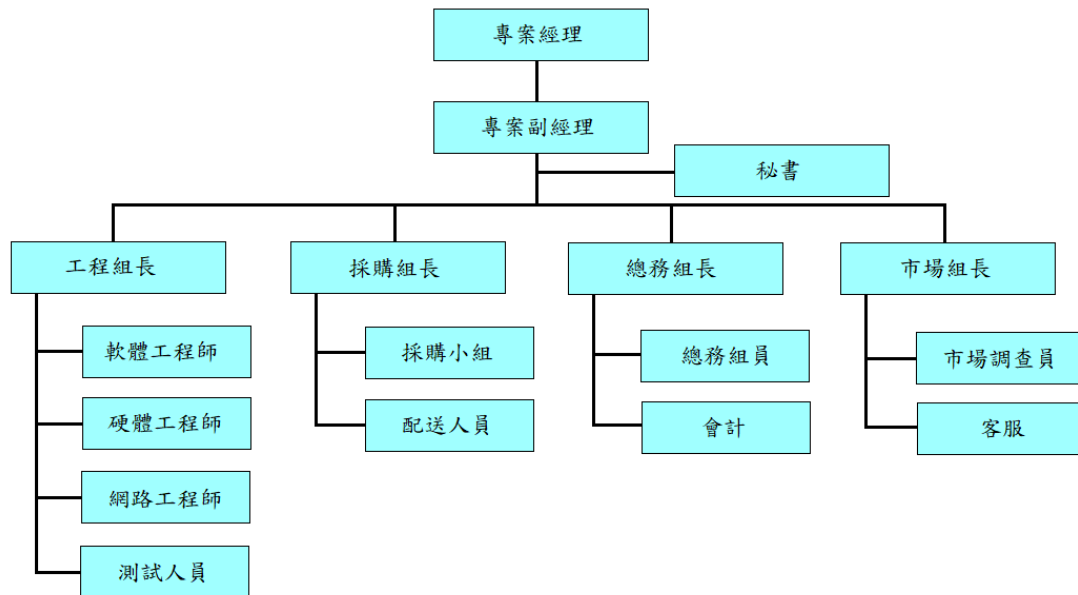 專案經理
專案副經理
秘書
工程組長
採購組長
總務組長
市場組長
軟體工程師
硬體工程師
網路工程師
測試人員
採購小組
配送人員
總務組員
會計
市場調查員
客服